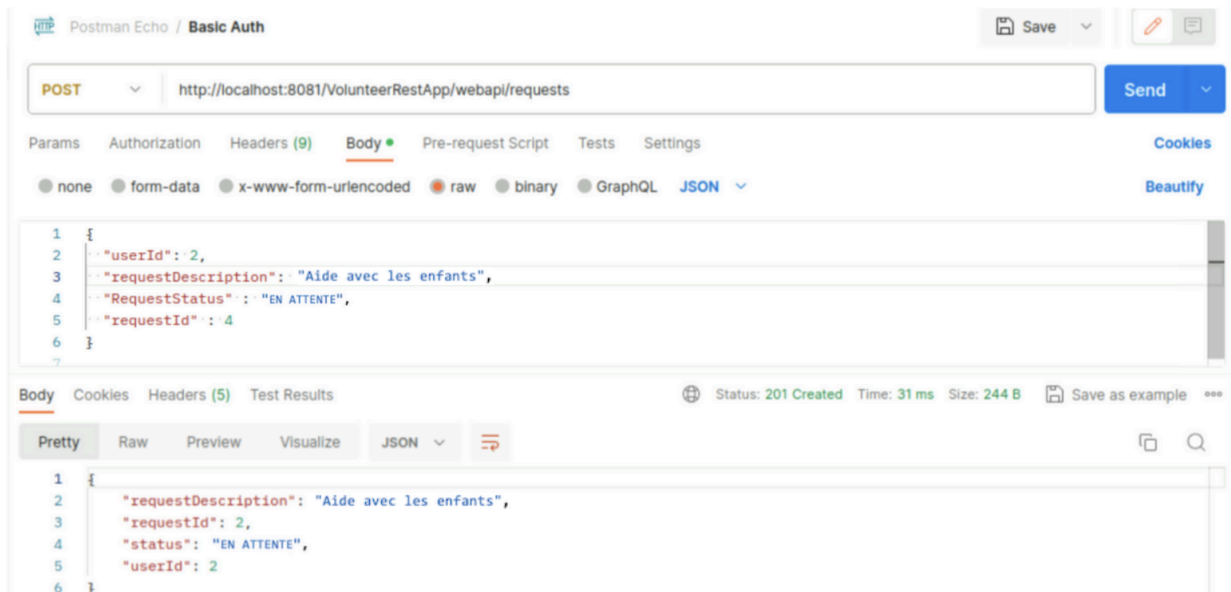 HTTP Postman Echo / Basic Auth Save
POST http://localhost:8081/VolunteerRestApp/webapi/requests Send
Params Authorization Headers (9) Body Pre-request Script Tests Settings Cookies
none form-data x-www-form-urlencoded raw binary GraphQL JSON Beautify
1 {
2 "userId": 2,
3 "requestDescription": "Aide avec les enfants",
4 "RequestStatus" : "EN ATTENTE",
5 "requestId" : 4
6 }
7
Body Cookies Headers (5) Test Results Status: 201 Created Time: 31 ms Size: 244 B Save as example
Pretty Raw Preview Visualize JSON
1 {
2 "requestDescription": "Aide avec les enfants",
3 "requestId": 2,
4 "status": "EN ATTENTE",
5 "userId": 2
6 }